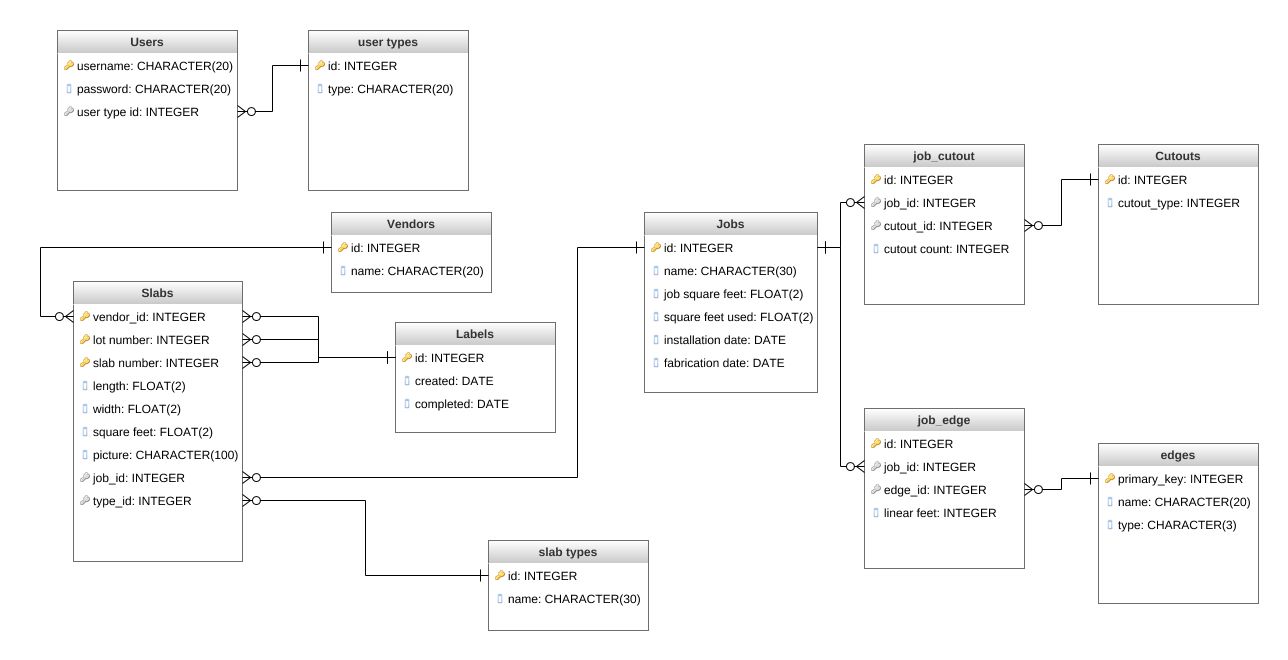 Users
username: CHARACTER(20)
password: CHARACTER(20)
user type id: INTEGER
user types
id: INTEGER
type: CHARACTER(20)
Vendors
id: INTEGER
name: CHARACTER(20)
Slabs
vendor_id: INTEGER
lot number: INTEGER
slab number: INTEGER
length: FLOAT(2)
width: FLOAT(2)
square feet: FLOAT(2)
picture: CHARACTER(100)
job_id: INTEGER
type_id: INTEGER
Labels
id: INTEGER
created: DATE
completed: DATE
slab types
id: INTEGER
name: CHARACTER(30)
Jobs
id: INTEGER
name: CHARACTER(30)
job square feet: FLOAT(2)
square feet used: FLOAT(2)
installation date: DATE
fabrication date: DATE
job_cutout
id: INTEGER
job_id: INTEGER
cutout_id: INTEGER
cutout count: INTEGER
Cutouts
id: INTEGER
cutout_type: INTEGER
job_edge
id: INTEGER
job_id: INTEGER
edge_id: INTEGER
linear feet: INTEGER
edges
primary_key: INTEGER
name: CHARACTER(20)
type: CHARACTER(3)